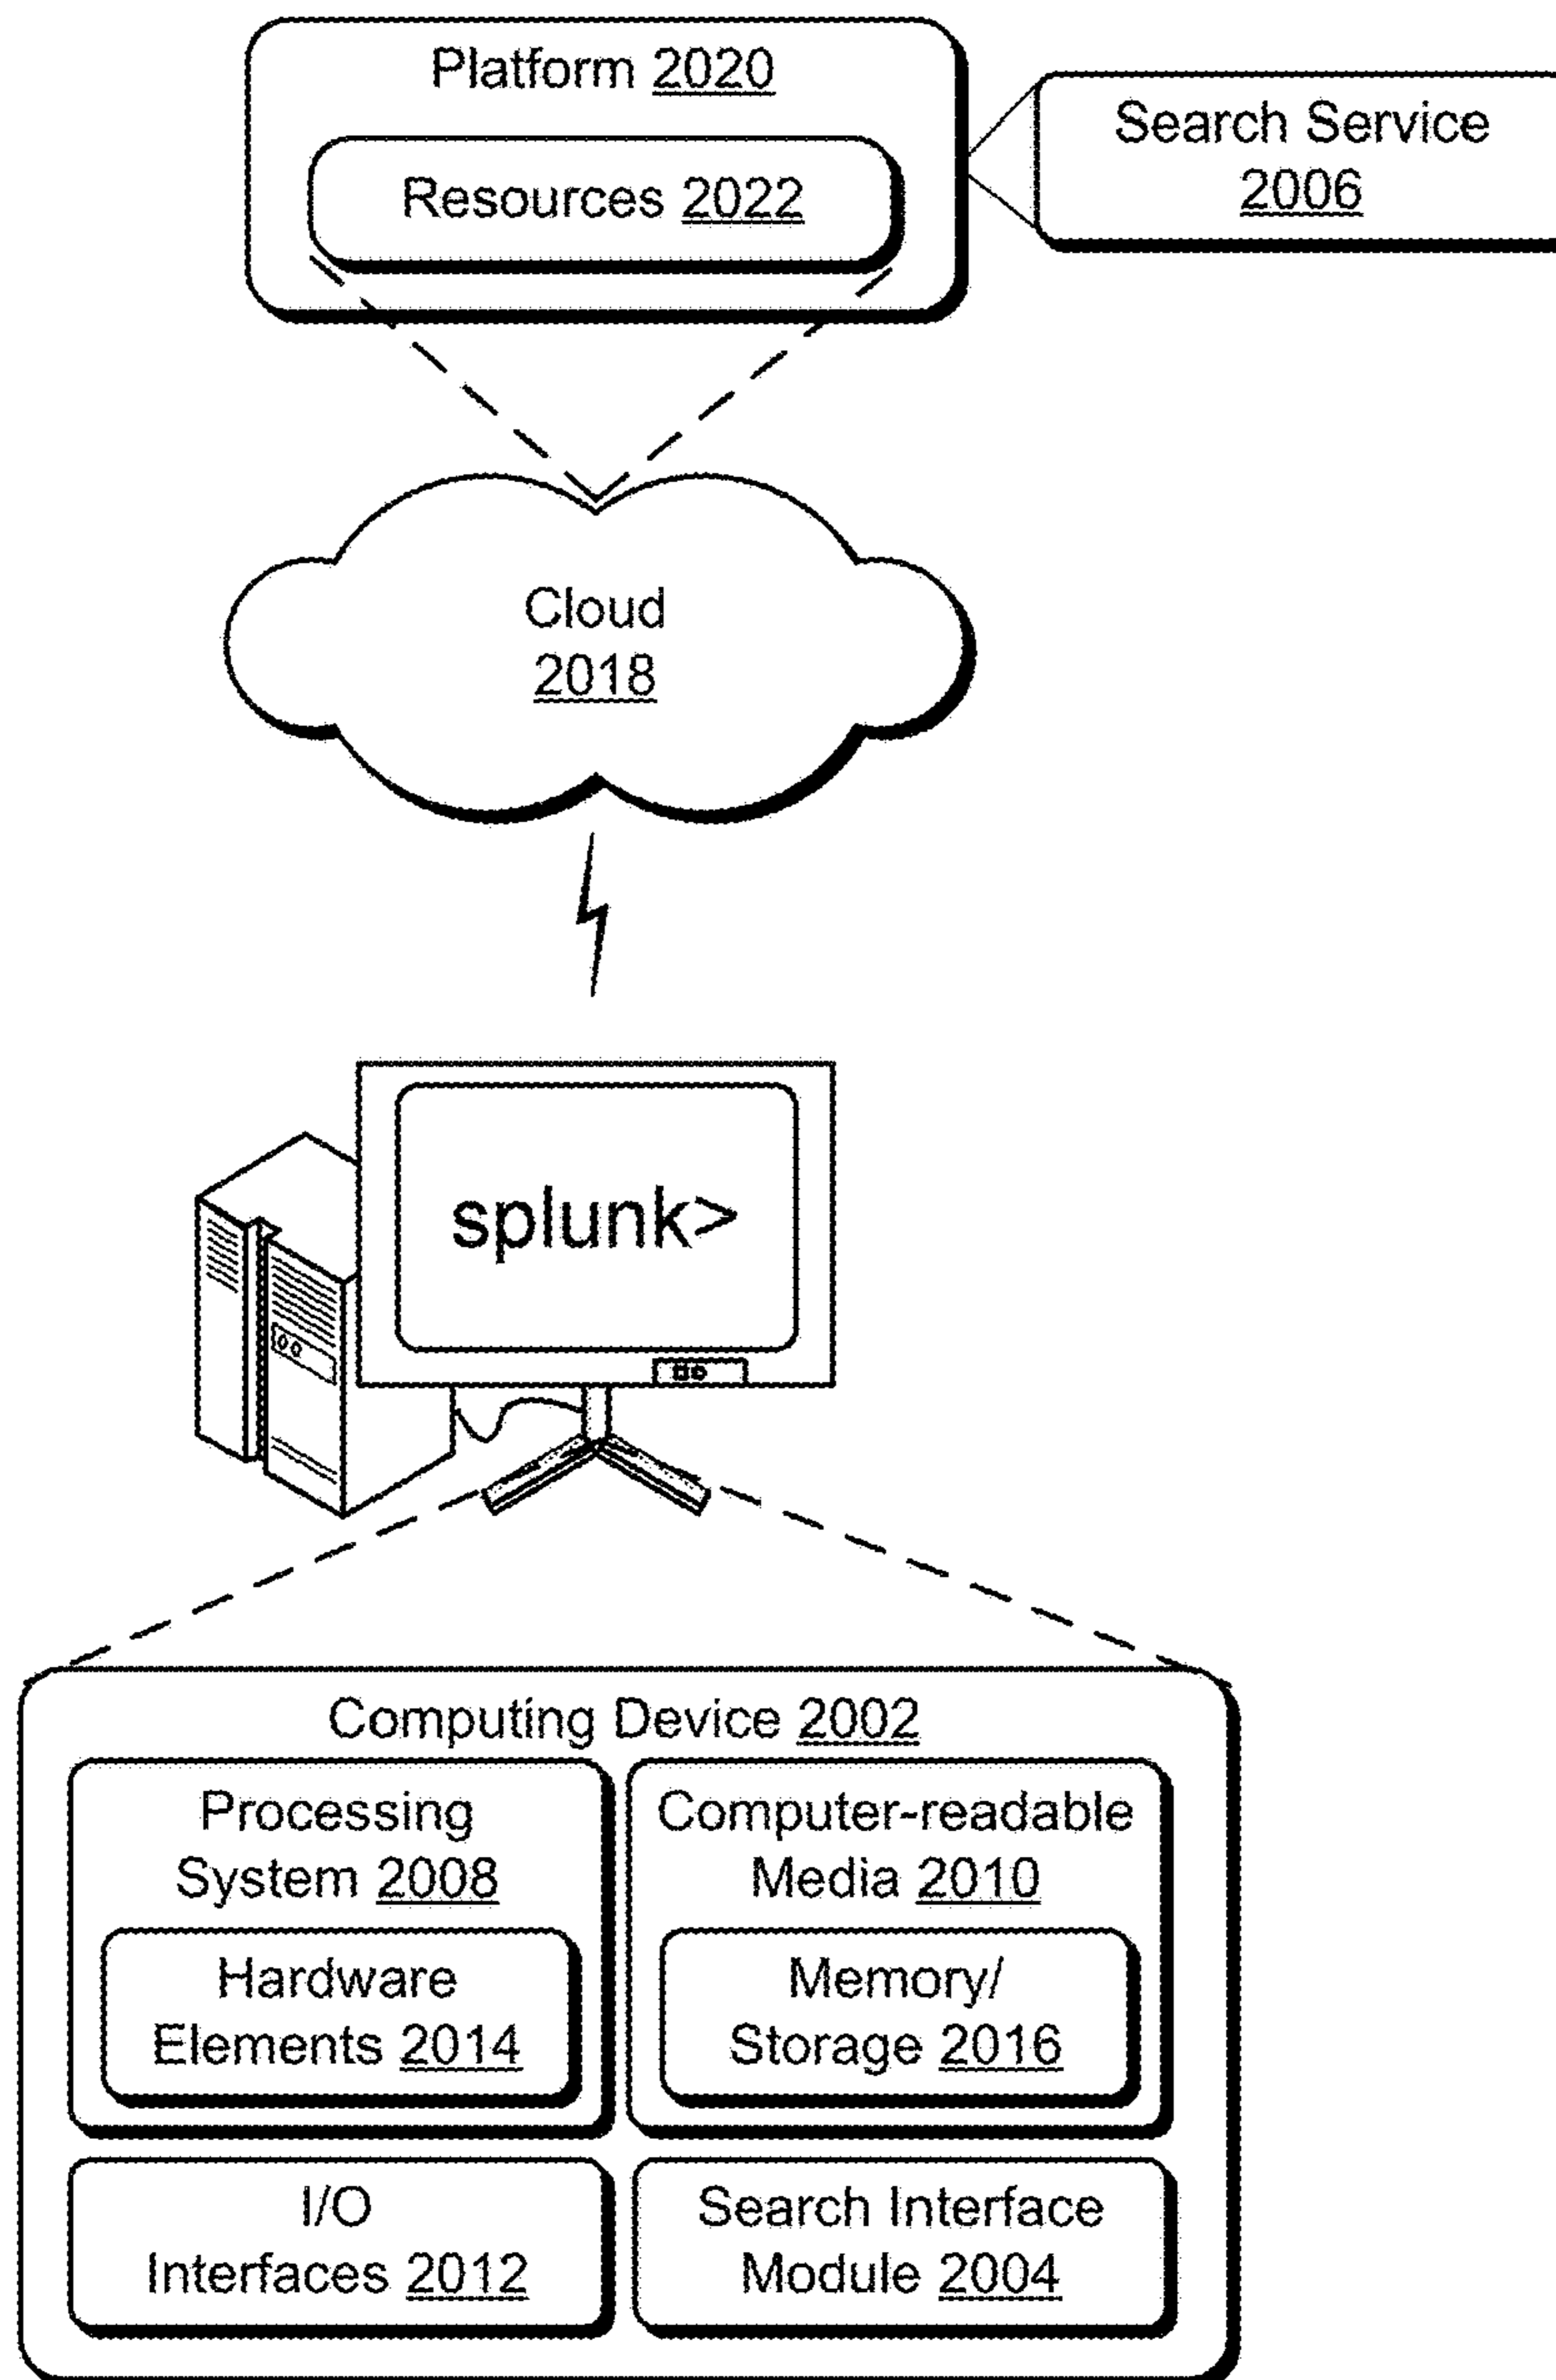 Platform 2020
Resources 2022
Search Service
2006
Cloud
2018
splunk>
Computing Device 2002
Processing
System 2008
Hardware
Elements 2014
Computer-readable
Media 2010
Memory/
Storage 2016
I/O
Interfaces 2012
Search Interface
Module 2004